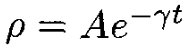 ρ = Ae^{−γt}